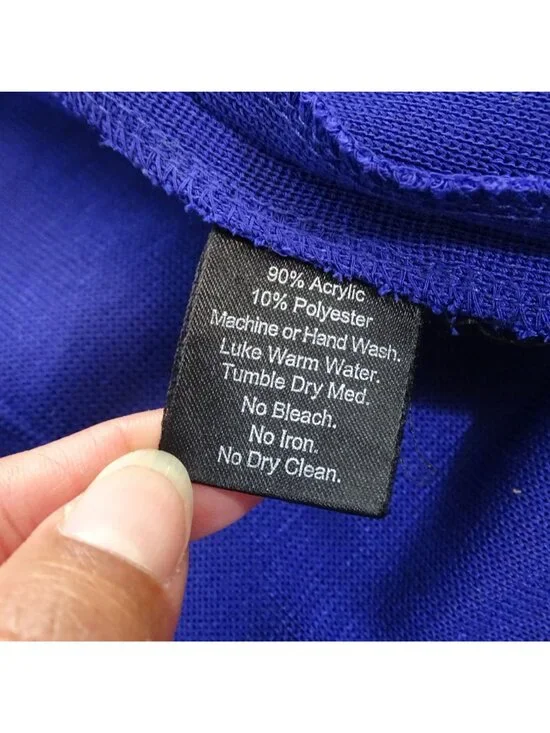 90% Acrylic
10% Polyester
Machine or Hand Wash.
Luke Warm Water.
Tumble Dry Med.
No Bleach.
No Iron.
No Dry Clean.